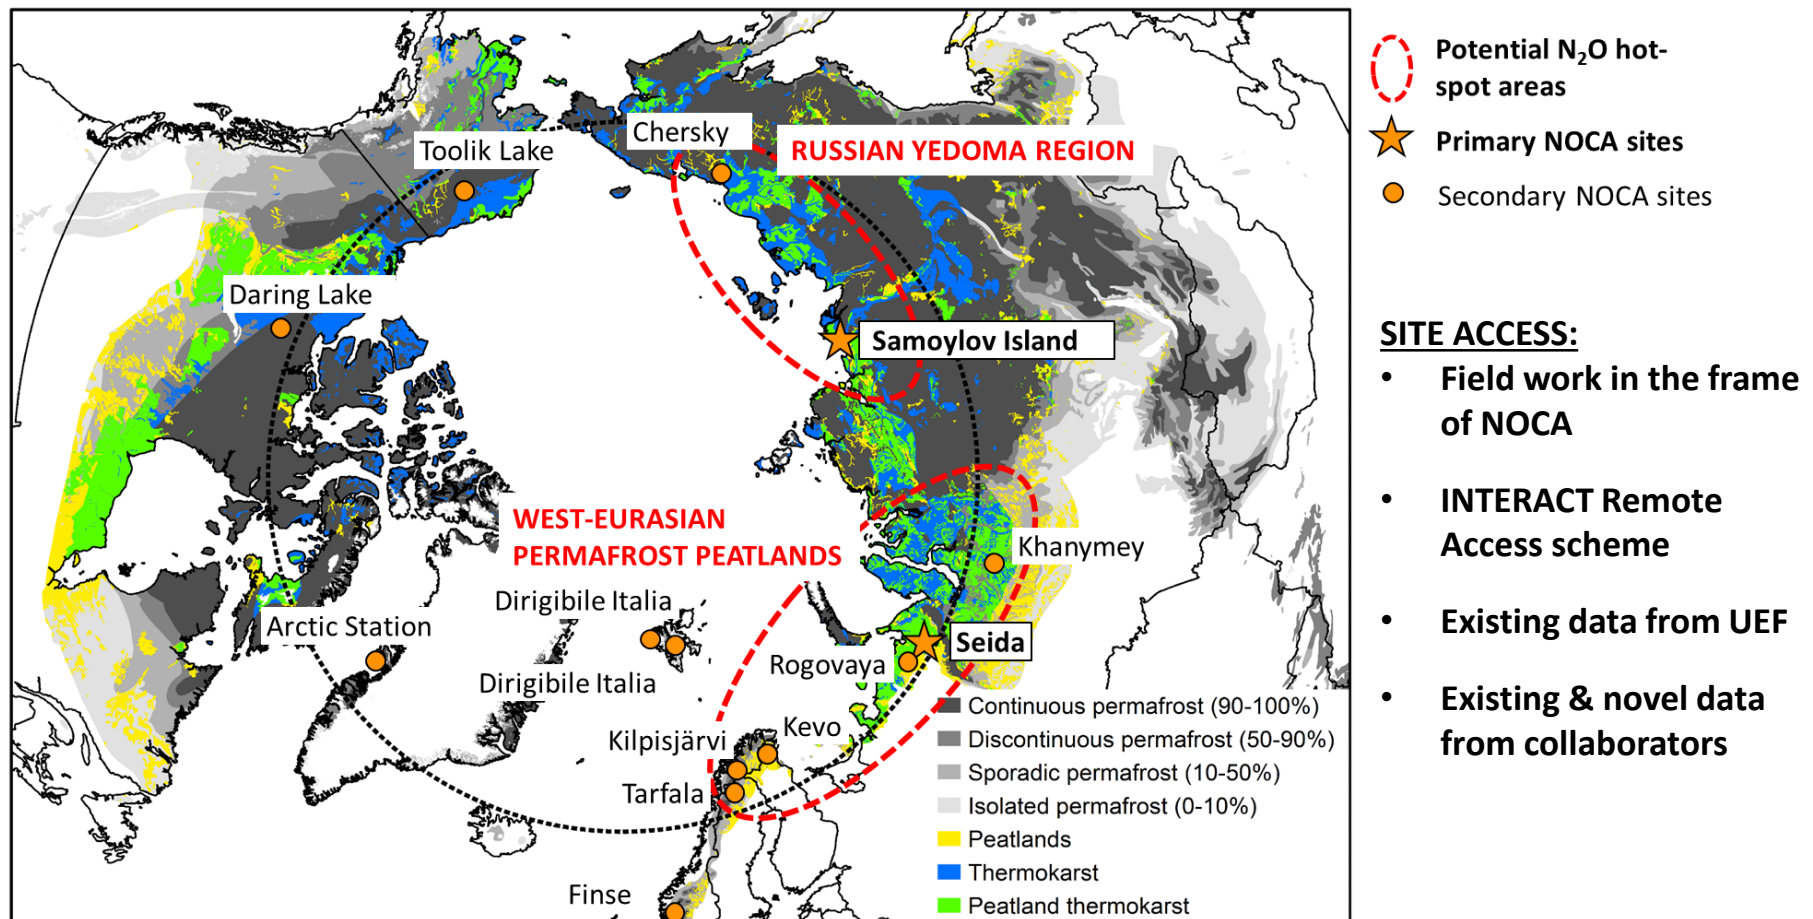 Chersky
Toolik Lake
RUSSIAN YEDOMA REGION
Daring Lake
Samoylov Island
WEST-EURASIAN
PERMAFROST PEATLANDS
Khanymey
Dirigibile Italia
Arctic Station
Seida
Rogovaya
Dirigibile Italia
Kevo
Kilpisjärvi
Tarfala
Finse
Continuous permafrost (90-100%)
Discontinuous permafrost (50-90%)
Sporadic permafrost (10-50%)
Isolated permafrost (0-10%)
Peatlands
Thermokarst
Peatland thermokarst
Potential N₂O hot-
spot areas
Primary NOCA sites
Secondary NOCA sites
SITE ACCESS:
• Field work in the frame
of NOCA
• INTERACT Remote
Access scheme
• Existing data from UEF
• Existing & novel data
from collaborators